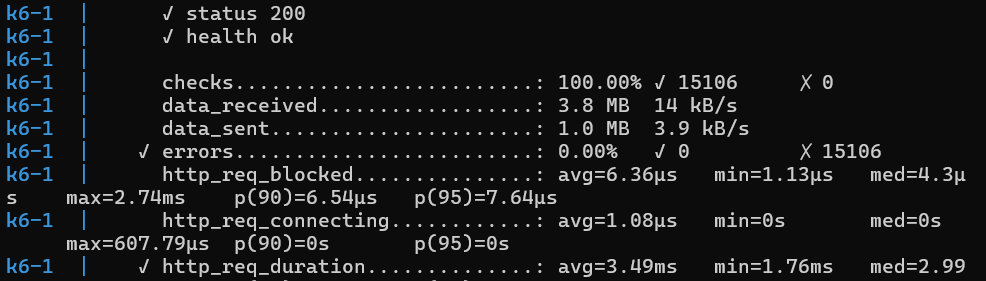 k6-1  |      ✓ status 200
k6-1  |      ✓ health ok
k6-1  |
k6-1  |      checks.........................: 100.00% ✓ 15106     ✗ 0
k6-1  |      data_received..................: 3.8 MB  14 kB/s
k6-1  |      data_sent......................: 1.0 MB  3.9 kB/s
k6-1  |    ✓ errors.........................: 0.00%   ✓ 0         ✗ 15106
k6-1  |      http_req_blocked...............: avg=6.36µs   min=1.13µs   med=4.3µ
s    max=2.74ms    p(90)=6.54µs   p(95)=7.64µs
k6-1  |      http_req_connecting............: avg=1.08µs   min=0s       med=0s
     max=607.79µs  p(90)=0s       p(95)=0s
k6-1  |    ✓ http_req_duration..............: avg=3.49ms   min=1.76ms   med=2.99